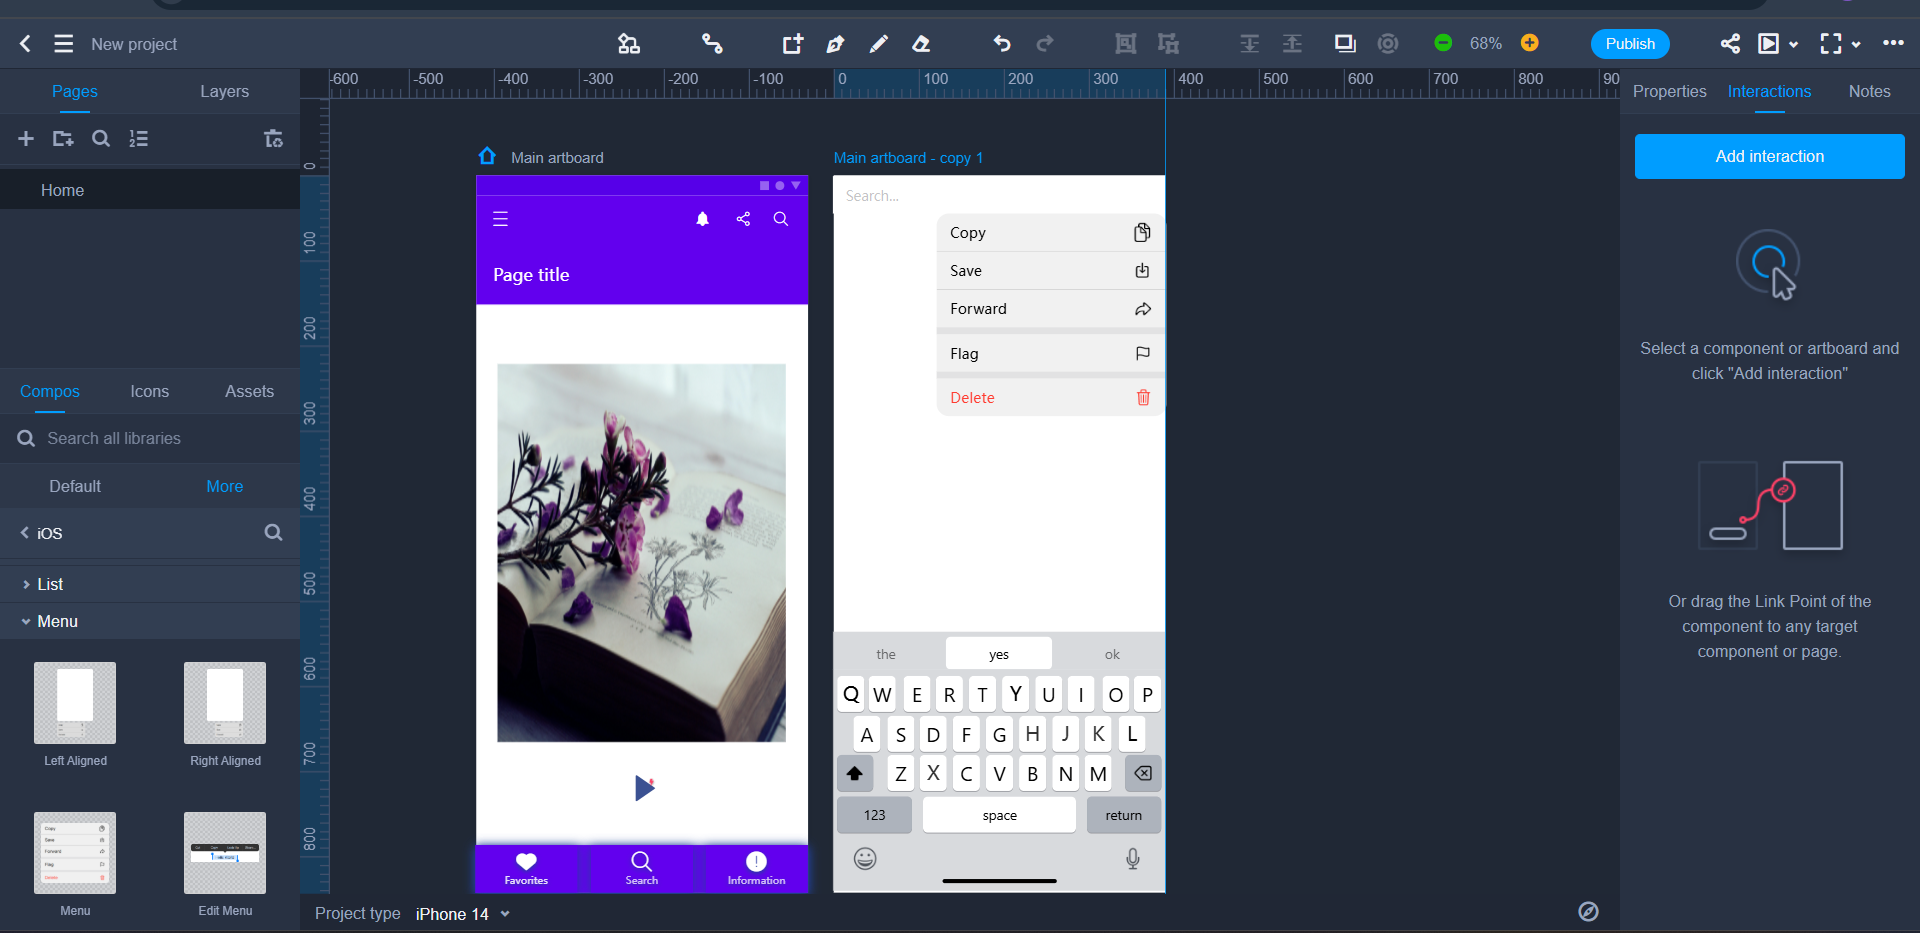 New project
68%
Publish
Pages
Layers
Home
Compos
Icons
Assets
Search all libraries
Default
More
iOS
List
Menu
Left Aligned
Right Aligned
Copy
Save
Forward
Flag
Delete
Menu
Edit Menu
-600
-500
-400
-300
-200
-100
0
100
200
300
400
500
600
700
800
90
0
100
200
300
400
500
600
700
800
Main artboard
Page title
Favorites
Search
Information
Main artboard - copy 1
Search...
Copy
Save
Forward
Flag
Delete
the yes ok
Q W E R T Y U I O P
A S D F G H J K L
Z X C V B N M
123 space return
Project type iPhone 14
Properties
Interactions
Notes
Add interaction
Select a component or artboard and
click "Add interaction"
Or drag the Link Point of the
component to any target
component or page.